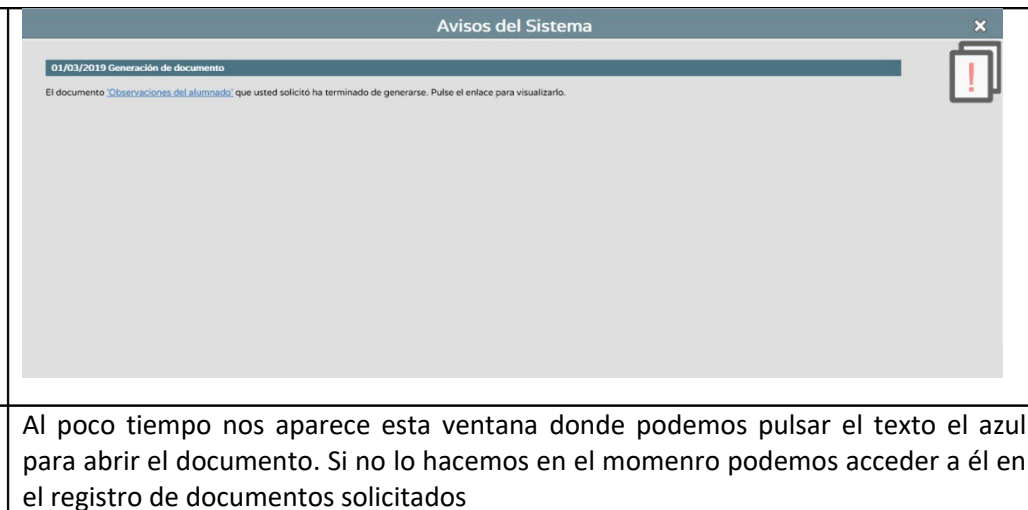 Avisos del Sistema ×
01/03/2019 Generación de documento
El documento 'Observaciones del alumnado' que usted solicitó ha terminado de generarse. Pulse el enlace para visualizarlo.
Al poco tiempo nos aparece esta ventana donde podemos pulsar el texto el azul
para abrir el documento. Si no lo hacemos en el momenro podemos acceder a él en
el registro de documentos solicitados